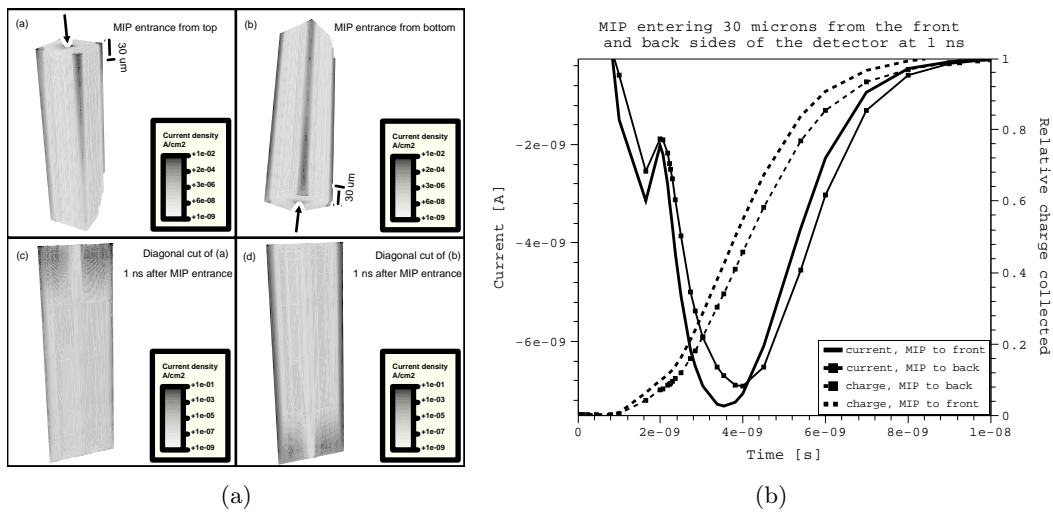 (a)
MIP entrance from top
30 um
Current density
A/cm2
+1e-02
+2e-04
+3e-06
+6e-08
+1e-09
(b)
MIP entrance from bottom
30 um
Current density
A/cm2
+1e-02
+2e-04
+3e-06
+6e-08
+1e-09
(c)
Diagonal cut of (a)
1 ns after MIP entrance
Current density
A/cm2
+1e-01
+1e-03
+1e-05
+1e-07
+1e-09
(d)
Diagonal cut of (b)
1 ns after MIP entrance
Current density
A/cm2
+1e-01
+1e-03
+1e-05
+1e-07
+1e-09
(a)
MIP entering 30 microns from the front
and back sides of the detector at 1 ns
Current [A]
-2e-09
-4e-09
-6e-09
1
0.8
0.6
0.4
0.2
0
Relative charge
collected
current, MIP to front
current, MIP to back
charge, MIP to back
charge, MIP to front
0
2e-09
4e-09
6e-09
8e-09
1e-08
Time [s]
(b)